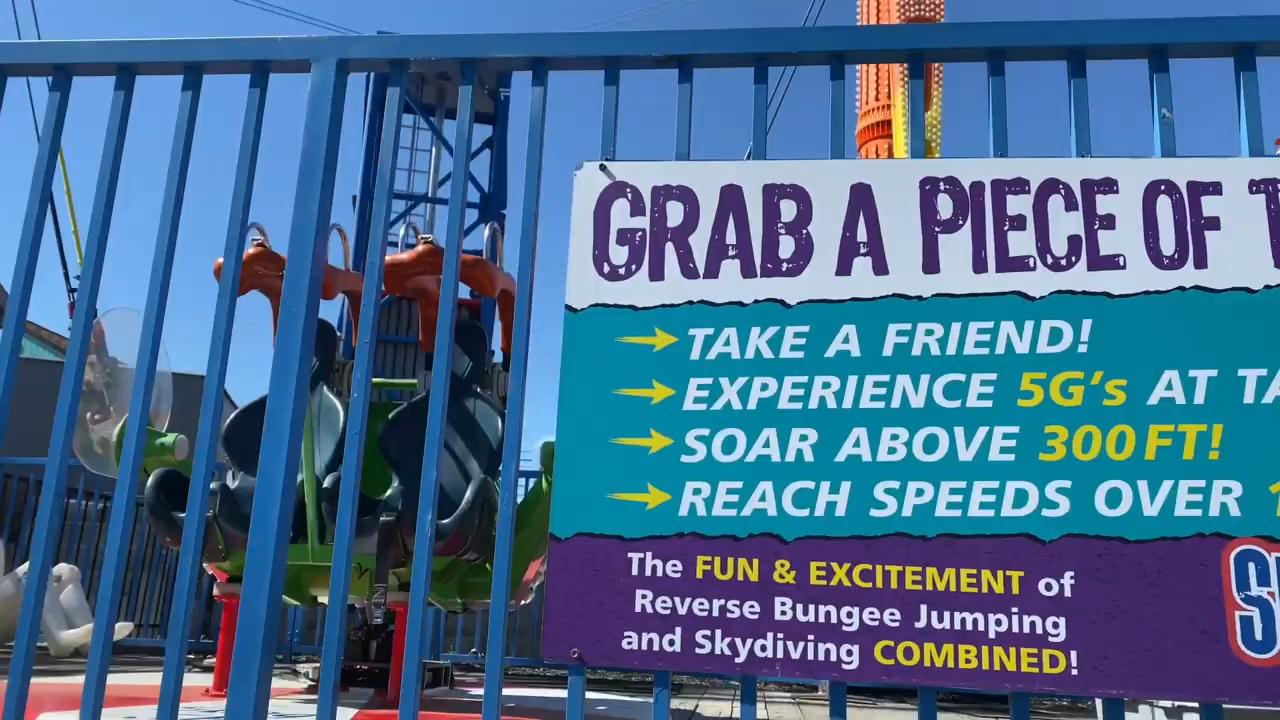 GRAB A PIECE OF
TAKE A FRIEND!
EXPERIENCE 5G's AT TA
SOAR ABOVE 300 FT!
REACH SPEEDS OVER
The FUN & EXCITEMENT of
Reverse Bungee Jumping
and Skydiving COMBINED!